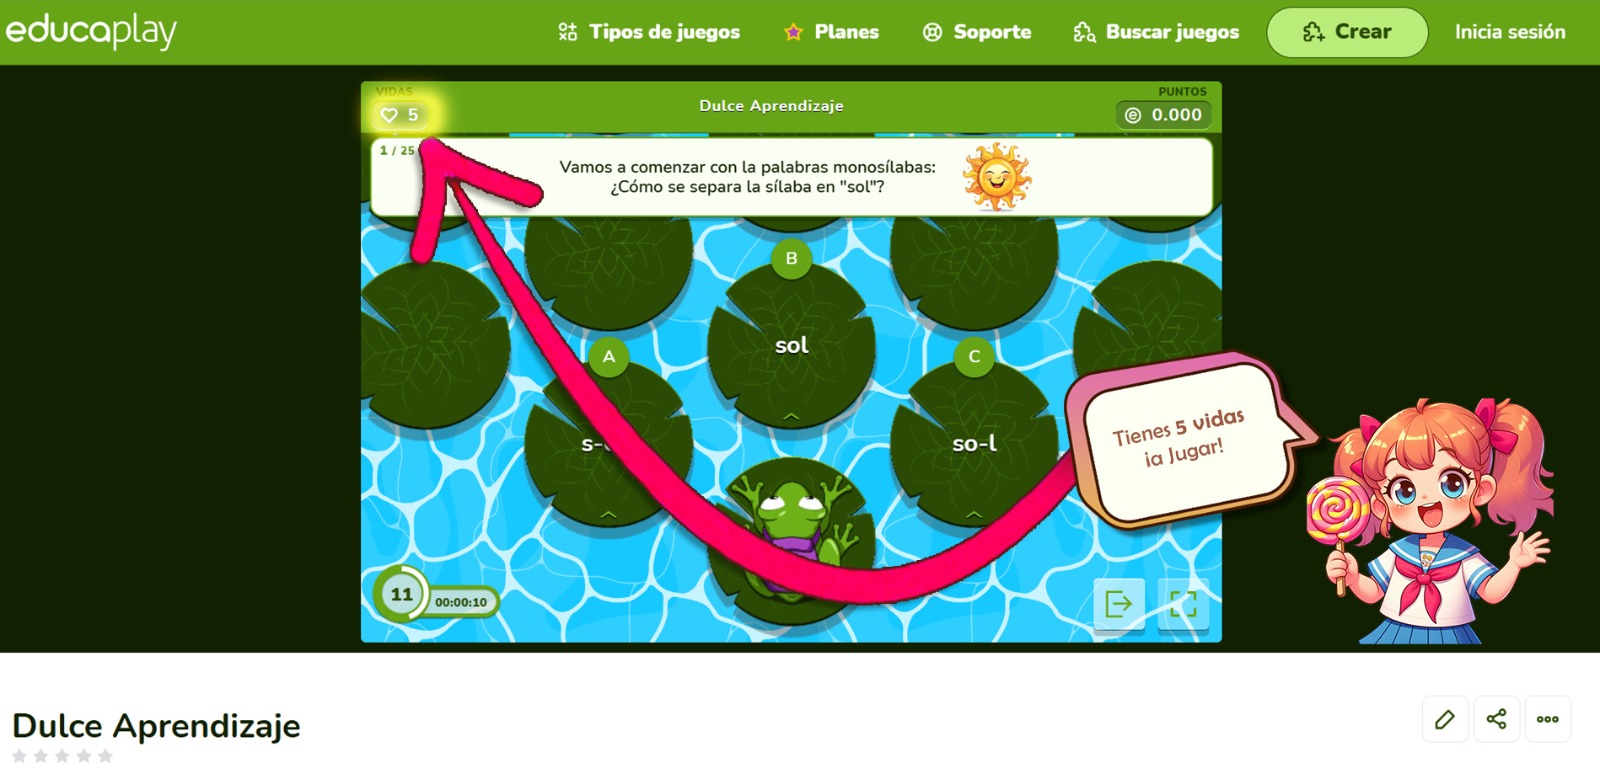 educaplay
Tipos de juegos
Planes
Soporte
Buscar juegos
Crear
Inicia sesión
VIDAS
5
Dulce Aprendizaje
PUNTOS
0.000
1 / 25
Vamos a comenzar con la palabras monosílabas:
¿Cómo se separa la sílaba en "sol"?
B
sol
A
s-
C
so-l
Tienes 5 vidas
¡a Jugar!
11
00:00:10
Dulce Aprendizaje